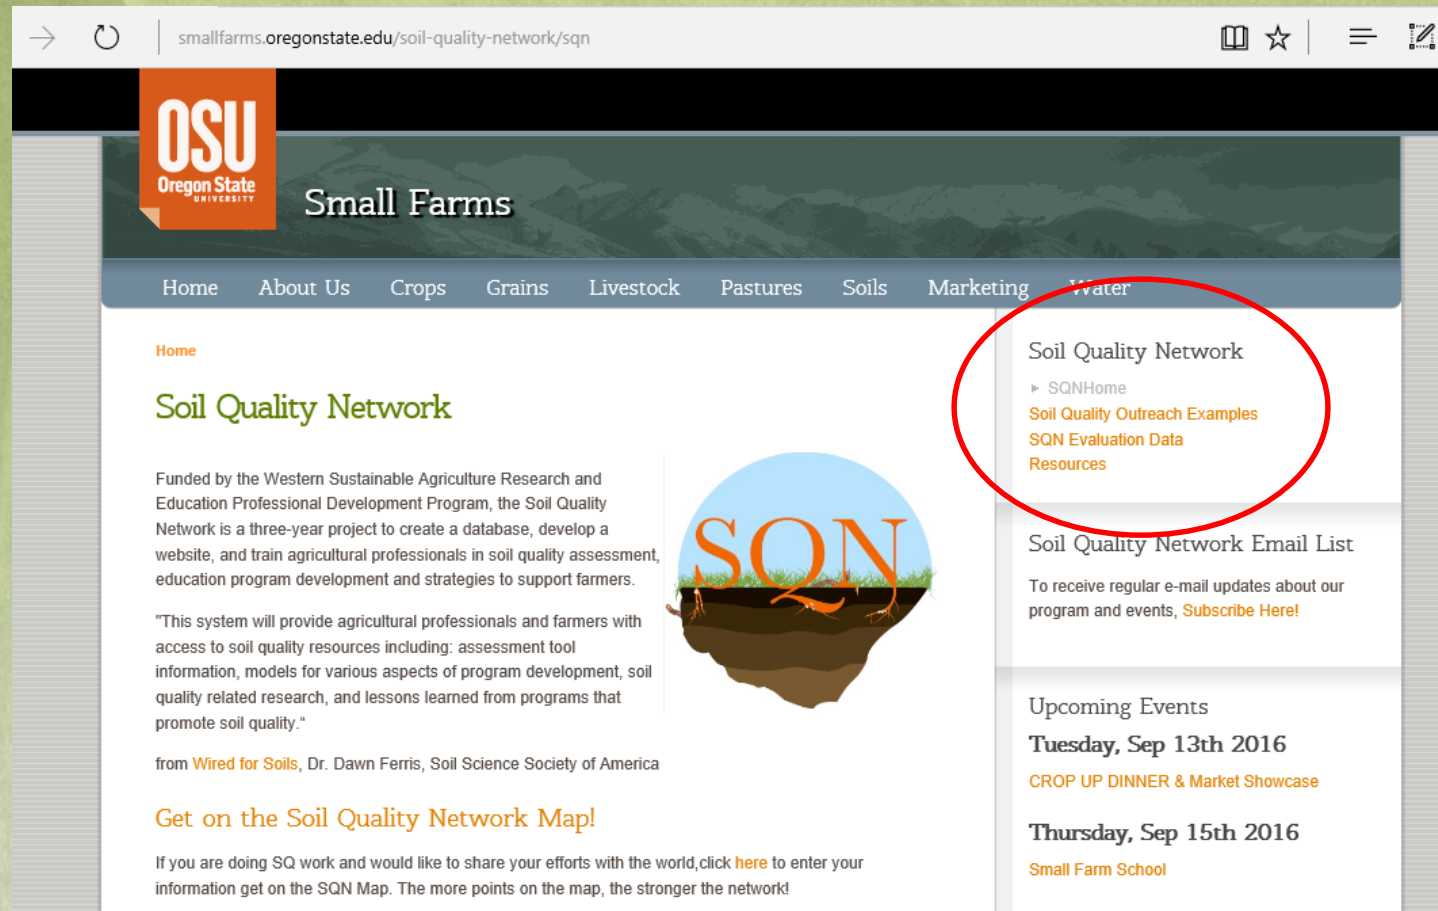 smallfarms.oregonstate.edu/soil-quality-network/sqn
OSU
Oregon State
UNIVERSITY
Small Farms
Home About Us Crops Grains Livestock Pastures Soils Marketing Water
Home
Soil Quality Network
Funded by the Western Sustainable Agriculture Research and
Education Professional Development Program, the Soil Quality
Network is a three-year project to create a database, develop a
website, and train agricultural professionals in soil quality assessment,
education program development and strategies to support farmers.
"This system will provide agricultural professionals and farmers with
access to soil quality resources including: assessment tool
information, models for various aspects of program development, soil
quality related research, and lessons learned from programs that
promote soil quality.“
from Wired for Soils, Dr. Dawn Ferris, Soil Science Society of America
SQN
Get on the Soil Quality Network Map!
If you are doing SQ work and would like to share your efforts with the world,click here to enter your
information get on the SQN Map. The more points on the map, the stronger the network!
Soil Quality Network
SQNHome
Soil Quality Outreach Examples
SQN Evaluation Data
Resources
Soil Quality Network Email List
To receive regular e-mail updates about our
program and events, Subscribe Here!
Upcoming Events
Tuesday, Sep 13th 2016
CROP UP DINNER & Market Showcase
Thursday, Sep 15th 2016
Small Farm School